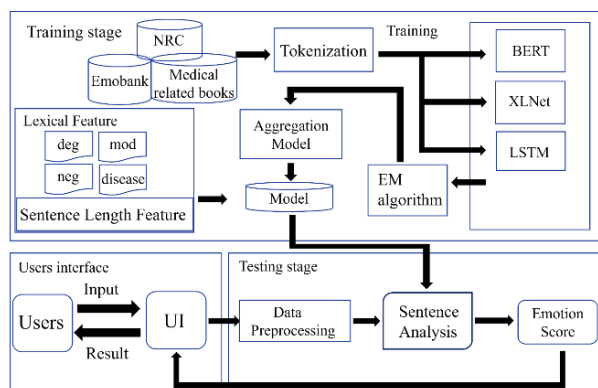 Training stage
NRC
Emobank
Medical
related books
Tokenization
Training
BERT
XLNet
LSTM
Lexical Feature
deg
mod
neg
disease
Sentence Length Feature
Aggregation
Model
Model
EM
algorithm
Users interface
Users
Input
Result
UI
Testing stage
Data
Preprocessing
Sentence
Analysis
Emotion
Score